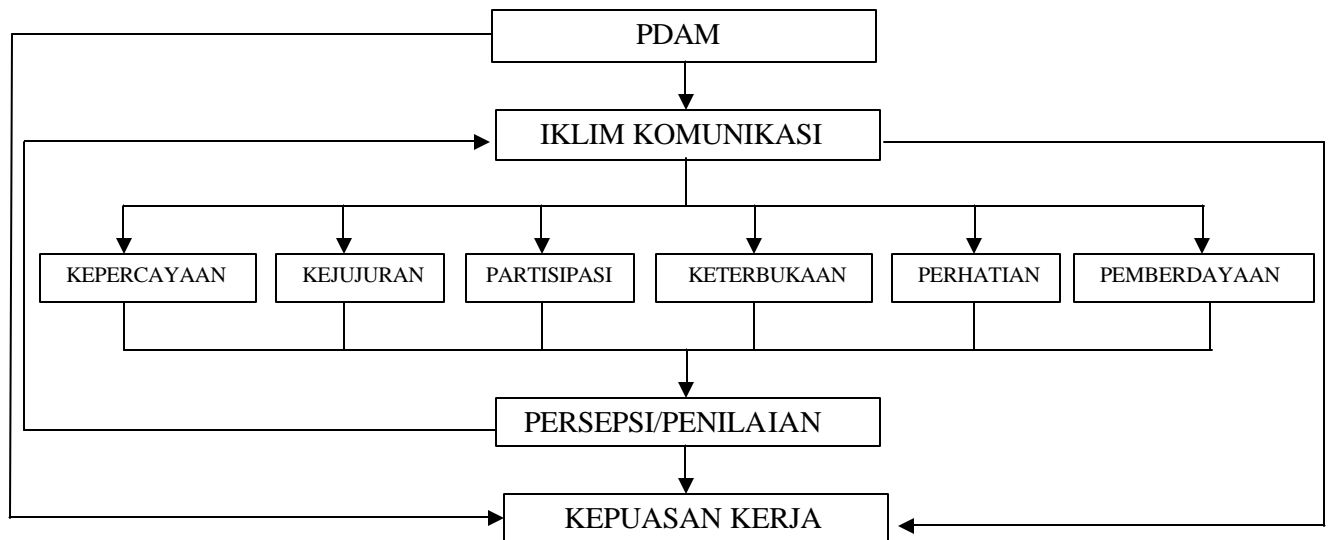 PDAM
IKLIM KOMUNIKASI
KEPERCAYAAN
KEJUJURAN
PARTISIPASI
KETERBUKAAN
PERHATIAN
PEMBERDAYAAN
PERSEPSI/PENILAIAN
KEPUASAN KERJA